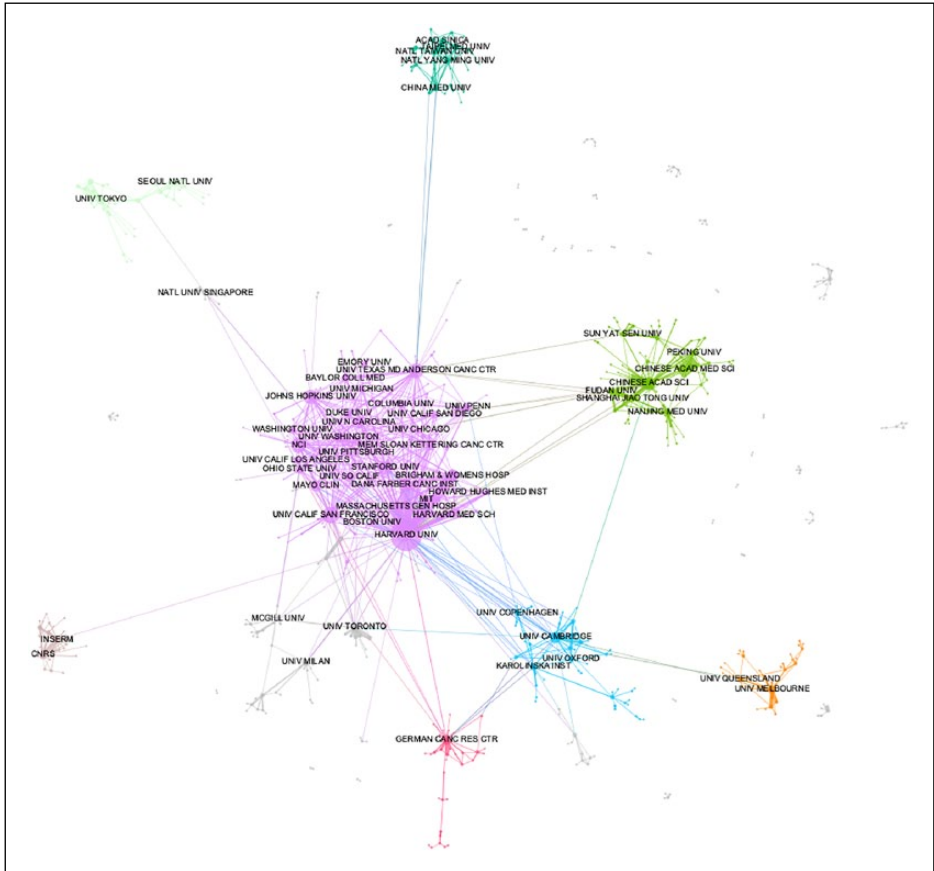 ACAD SINICA
TAIPEI MED UNIV
NATL TAIWAN UNIV
NATL YANG MING UNIV
CHINA MED UNIV
SEOUL NATL UNIV
UNIV TOKYO
NATL UNIV SINGAPORE
SUN YAT SEN UNIV
PEKING UNIV
EMORY UNIV
UNIV TEXAS MD ANDERSON CANC CTR
CHINESE ACAD MED SCI
BAYLOR COLL MED
CHINESE ACAD SCI
UNIV MICHIGAN
FUDAN UNIV
JOHNS HOPKINS UNIV
SHANGHAI JIAO TONG UNIV
COLUMBIA UNIV
UNIV PENN
DUKE UNIV
UNIV CALIF SAN DIEGO
NANJING MED UNIV
UNIV N CAROLINA
WASHINGTON UNIV
UNIV CHICAGO
UNIV WASHINGTON
NCI
MEM SLOAN KETTERING CANC CTR
UNIV PITTSBURGH
UNIV CALIF LOS ANGELES
OHIO STATE UNIV
STANFORD UNIV
UNIV SO CALIF
BRIGHAM & WOMENS HOSP
MAYO CLIN
DANA FARBER CANC INST
HOWARD HUGHES MED INST
MIT
MASSACHUSETTS GEN HOSP
UNIV CALIF SAN FRANCISCO
HARVARD MED SCH
BOSTON UNIV
HARVARD UNIV
UNIV COPENHAGEN
MCGILL UNIV
UNIV TORONTO
UNIV CAMBRIDGE
INSERM
CNRS
UNIV OXFORD
UNIV MILAN
KAROLINSKA INST
UNIV QUEENSLAND
UNIV MELBOURNE
GERMAN CANC RES CTR